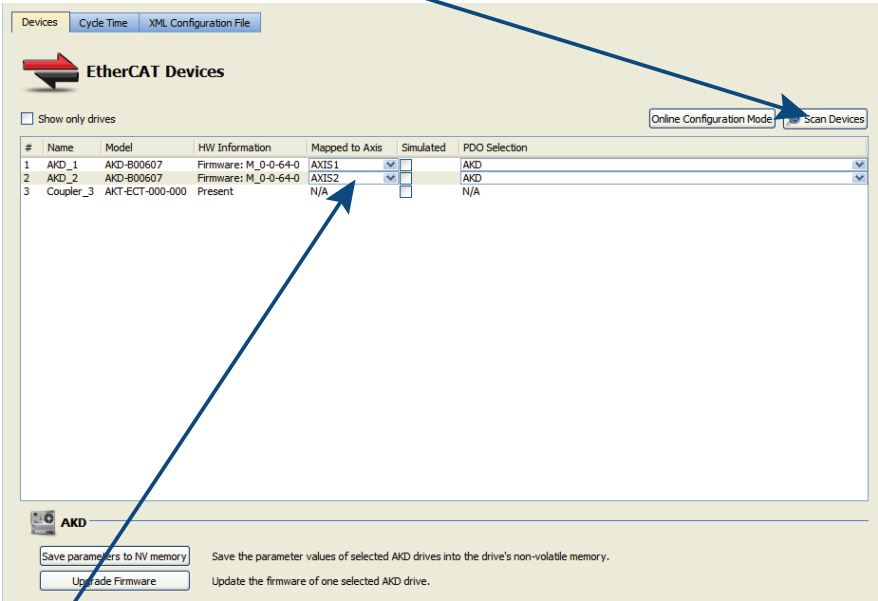 Devices Cycle Time XML Configuration File
EtherCAT Devices
Show only drives Online Configuration Mode Scan Devices
# Name Model HW Information Mapped to Axis Simulated PDO Selection
1 AKD_1 AKD-B00607 Firmware: M_0-0-64-0 AXIS1 AKD
2 AKD_2 AKD-B00607 Firmware: M_0-0-64-0 AXIS2 AKD
3 Coupler_3 AKT-ECT-000-000 Present N/A N/A
AKD
Save parameters to NV memory Save the parameter values of selected AKD drives into the drive's non-volatile memory.
Upgrade Firmware Update the firmware of one selected AKD drive.